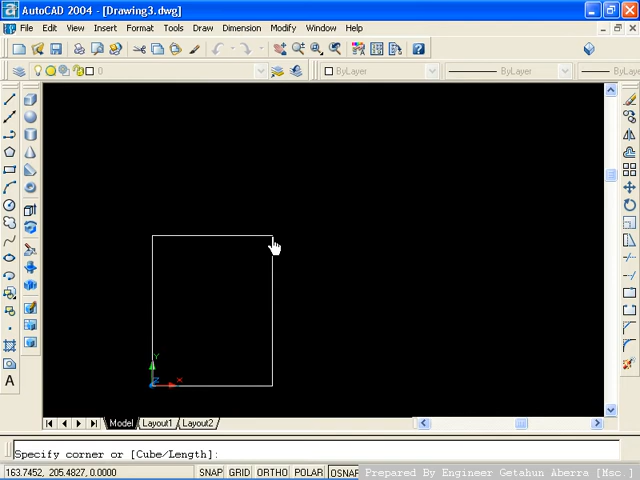 AutoCAD 2004 - [Drawing3.dwg]
File Edit View Insert Format Tools Draw Dimension Modify Window Help
0 ByLayer ByLayer ByLayer
A
Y
Z X
Model Layout1 Layout2
Specify corner or [Cube/Length]:
163.7452, 205.4827, 0.0000 SNAP GRID ORTHO POLAR OSNAP Prepared By Engineer Getahun Aberra [Msc.]